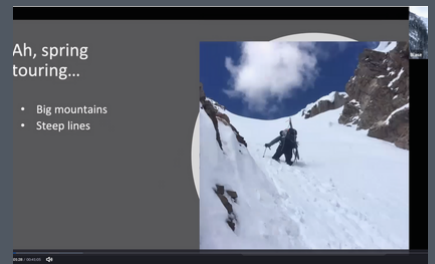 Ah, spring
touring...
• Big mountains
• Steep lines